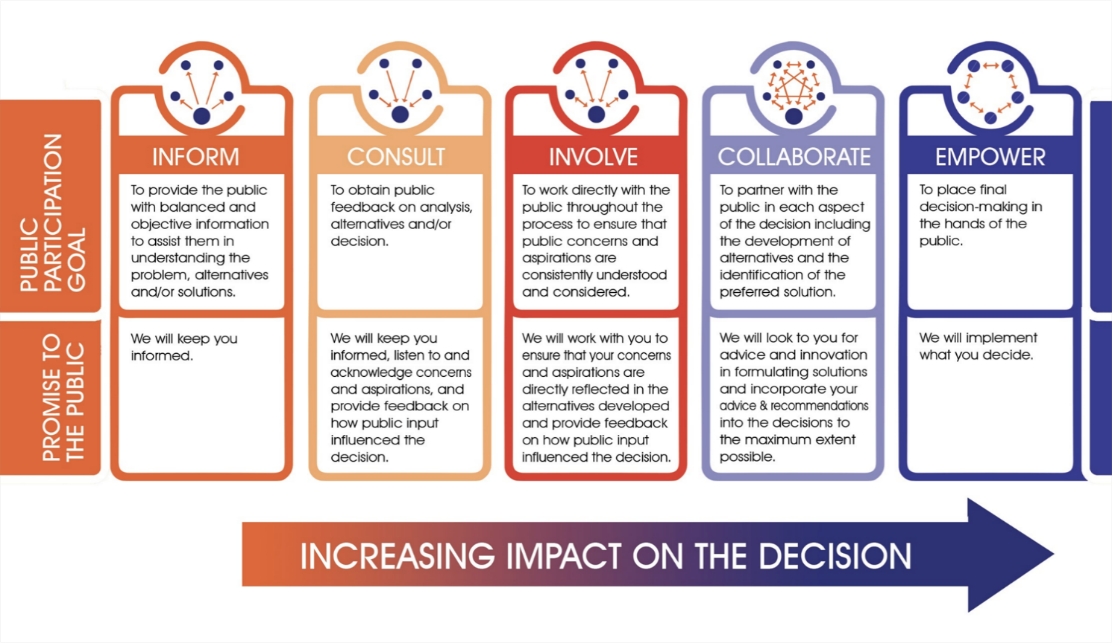 INFORM
CONSULT
INVOLVE
COLLABORATE
EMPOWER
PUBLIC
PARTICIPATION
GOAL
To provide the public
with balanced and
objective information
to assist them in
understanding the
problem, alternatives
and/or solutions.
To obtain public
feedback on analysis,
alternatives and/or
decision.
To work directly with the
public throughout the
process to ensure that
public concerns and
aspirations are
consistently understood
and considered.
To partner with the
public in each aspect
of the decision including
the development of
alternatives and the
identification of the
preferred solution.
To place final
decision-making in
the hands of the
public.
PROMISE TO
THE PUBLIC
We will keep you
informed.
We will keep you
informed, listen to and
acknowledge concerns
and aspirations, and
provide feedback on
how public input
influenced the
decision.
We will work with you to
ensure that your concerns
and aspirations are
directly reflected in the
alternatives developed
and provide feedback
on how public input
influenced the decision.
We will look to you for
advice and innovation
in formulating solutions
and incorporate your
advice & recommendations
into the decisions to
the maximum extent
possible.
We will implement
what you decide.
INCREASING IMPACT ON THE DECISION